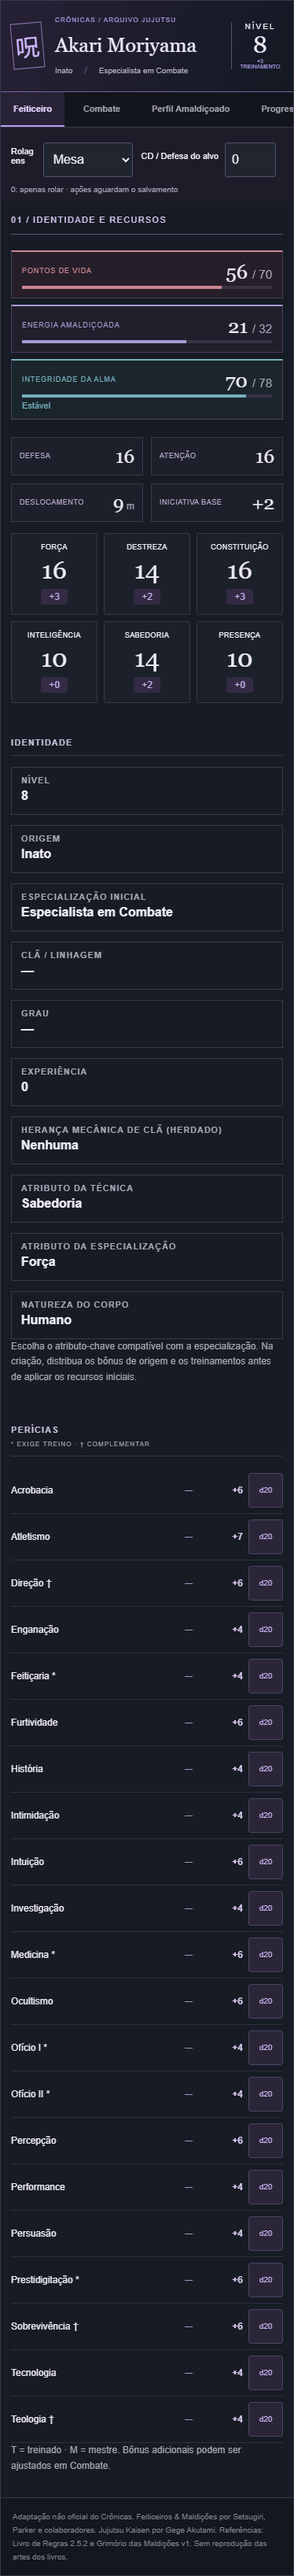 呪
CRÔNICAS / ARQUIVO JUJUTSU
Akari Moriyama
Inato / Especialista em Combate
NÍVEL
8
+3
TREINAMENTO
Feiticeiro Combate Perfil Amaldiçoado Progres
Rolag
ens
Mesa
CD / Defesa do alvo
0
0: apenas rolar · ações aguardam o salvamento
01 / IDENTIDADE E RECURSOS
PONTOS DE VIDA 56 / 70
ENERGIA AMALDIÇOADA 21 / 32
INTEGRIDADE DA ALMA 70 / 78
Estável
DEFESA 16 ATENÇÃO 16
DESLOCAMENTO 9 m INICIATIVA BASE +2
FORÇA DESTREZA CONSTITUIÇÃO
16 14 16
+3 +2 +3
INTELIGÊNCIA SABEDORIA PRESENÇA
10 14 10
+0 +2 +0
IDENTIDADE
NÍVEL
8
ORIGEM
Inato
ESPECIALIZAÇÃO INICIAL
Especialista em Combate
CLÃ / LINHAGEM
—
GRAU
—
EXPERIÊNCIA
0
HERANÇA MECÂNICA DE CLÃ (HERDADO)
Nenhuma
ATRIBUTO DA TÉCNICA
Sabedoria
ATRIBUTO DA ESPECIALIZAÇÃO
Força
NATUREZA DO CORPO
Humano
Escolha o atributo-chave compatível com a especialização. Na
criação, distribua os bônus de origem e os treinamentos antes
de aplicar os recursos iniciais.
PERÍCIAS
* EXIGE TREINO · † COMPLEMENTAR
Acrobacia — +6 d20
Atletismo — +7 d20
Direção † — +6 d20
Enganação — +4 d20
Feitiçaria * — +4 d20
Furtividade — +6 d20
História — +4 d20
Intimidação — +4 d20
Intuição — +6 d20
Investigação — +4 d20
Medicina * — +6 d20
Ocultismo — +6 d20
Ofício I * — +4 d20
Ofício II * — +4 d20
Percepção — +6 d20
Performance — +4 d20
Persuasão — +4 d20
Prestidigitação * — +6 d20
Sobrevivência † — +6 d20
Tecnologia — +4 d20
Teologia † — +4 d20
T = treinado · M = mestre. Bônus adicionais podem ser
ajustados em Combate.
Adaptação não oficial do Crônicas. Feiticeiros & Maldições por Setsugiri,
Parker e colaboradores. Jujutsu Kaisen por Gege Akutami. Referências:
Livro de Regras 2.5.2 e Grimório das Maldições v1. Sem reprodução das
artes dos livros.